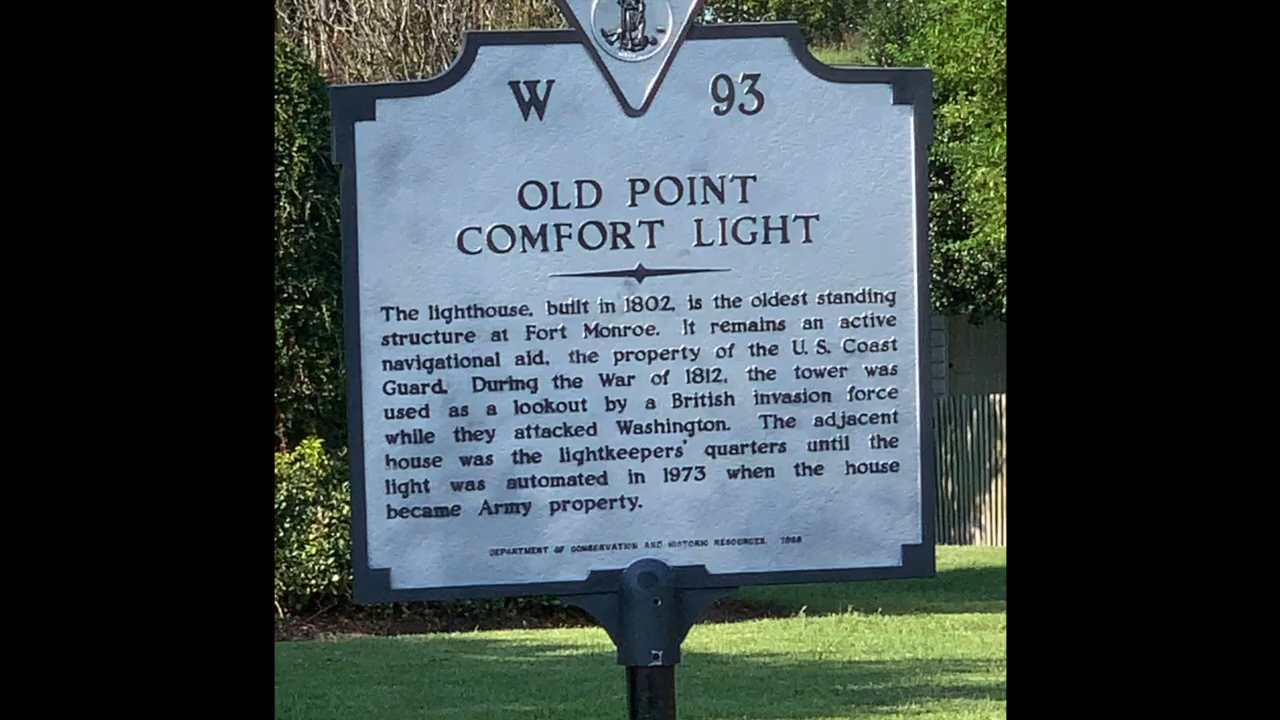 W 93
OLD POINT
COMFORT LIGHT
The lighthouse, built in 1802, is the oldest standing
structure at Fort Monroe. It remains an active
navigational aid, the property of the U. S. Coast
Guard. During the War of 1812, the tower was
used as a lookout by a British invasion force
while they attacked Washington. The adjacent
house was the lightkeepers' quarters until the
light was automated in 1973 when the house
became Army property.
DEPARTMENT OF CONSERVATION AND HISTORIC RESOURCES,